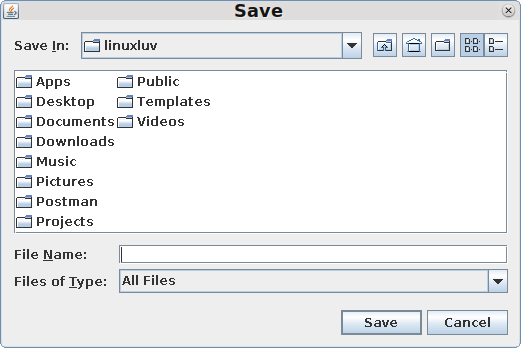 Save
Save In: linuxluv
Apps Public
Desktop Templates
Documents Videos
Downloads
Music
Pictures
Postman
Projects
File Name:
Files of Type: All Files
Save Cancel